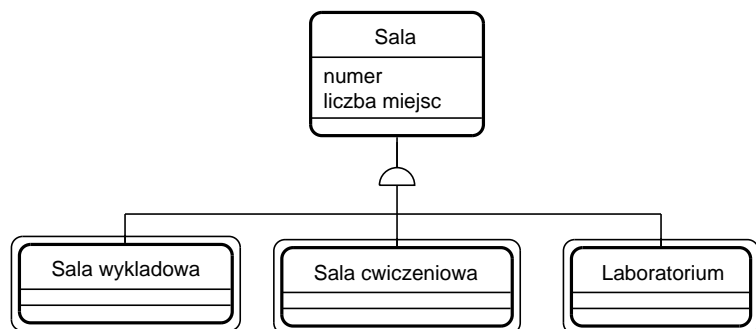 Sala
numer
liczba miejsc
Sala wykladowa
Sala cwiczeniowa
Laboratorium